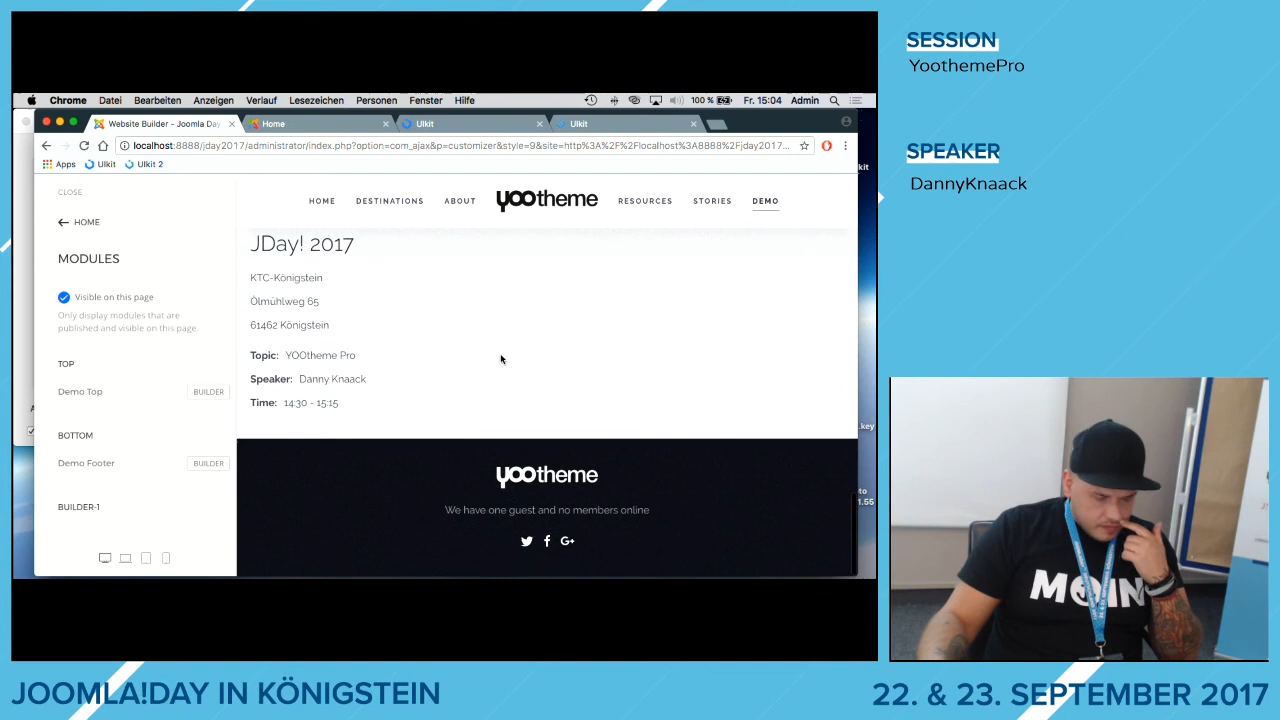 SESSION
YoothemePro
SPEAKER
DannyKnaack
Chrome Datei Bearbeiten Anzeigen Verlauf Lesezeichen Personen Fenster Hilfe 100 % Fr. 15:04 Admin
Website Builder - Joomla Day Home UIkit UIkit
localhost:8888/jday2017/administrator/index.php?option=com_ajax&p=customizer&style=9&site=http%3A%2F%2Flocalhost%3A8888%2Fjday2017...
Apps UIkit UIkit 2
CLOSE
HOME
MODULES
Visible on this page
Only display modules that are
published and visible on this page.
TOP
Demo Top BUILDER
BOTTOM
Demo Footer BUILDER
BUILDER-1
HOME DESTINATIONS ABOUT yootheme RESOURCES STORIES DEMO
JDay! 2017
KTC-Königstein
Ölmühlweg 65
61462 Königstein
Topic: YOOtheme Pro
Speaker: Danny Knaack
Time: 14:30 - 15:15
yootheme
We have one guest and no members online
G+
kit
.key
1.55
MOIN
JOOMLA!DAY IN KÖNIGSTEIN
22. & 23. SEPTEMBER 2017